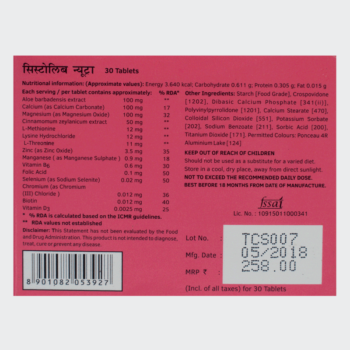 सिस्टोलिब न्यूट्रा 30 Tablets
Nutritional information:(Approximate values): Energy 3.840 kcal; Carbohydrate 0.611 g; Protein 0.305 g; Fat 0.015 g
Each serving / per tablet contains approximately: % RDA*
Aloe barbadensis extract 100 mg **
Calcium (as Calcium Carbonate) 100 mg 17
Magnesium (as Magnesium Oxide) 100 mg 32
Cinnamomum zeylanicum extract 50 mg **
L-Methionine 12 mg **
Lysine Hydrochloride 12 mg **
L-Threonine 11 mg **
Zinc (as Zinc Oxide) 3.5 mg 35
Manganese ( as Manganese Sulphate) 0.9 mg 18
Vitamin B6 0.5 mg 30
Folic Acid 0.1 mg 50
Selenium (as Sodium Selenite) 0.02 mg 50
Chromium (as Chromium
(III) Chloride ) 0.012 mg 36
Biotin 0.012 mg 40
Vitamin D3 0.0025 mg 25
* % RDA is calculated based on the ICMR guidelines.
** RDA values not established
Disclaimer: This Statement has not been evaluated by the Food
and Drug Administration. This product is not intended to diagnosed,
treat, cure or prevent any disease.
8 901082 053927
Other Ingredients: Starch [Food Grade], Crospovidone
[1202], Dibasic Calcium Phosphate [341(ii)],
Polyvinylpyrrolidone [1201], Calcium Stearate [470],
Colloidal Silicon Dioxide [551], Potassium Sorbate
[202], Sodium Benzoate [211], Sorbic Acid [200],
Titanium Dioxide [171], Colours: Ponceau 4R
Aluminium Lake [124]
KEEP OUT OF REACH OF CHILDREN
Should not be used as a substitute for a varied diet.
Store in a cool, dry place, away from direct sunlight.
NOT TO EXCEED THE RECOMMENDED DAILY DOSE.
BEST BEFORE 18 MONTHS FROM DATE OF MANUFACTURE.
fssai
Lic. No. : 10913011000341
Lot No. TCS007
Mfg. Date 05/2018
MRP ₹ 258.00
(Incl. of all taxes) for 30 Tablets